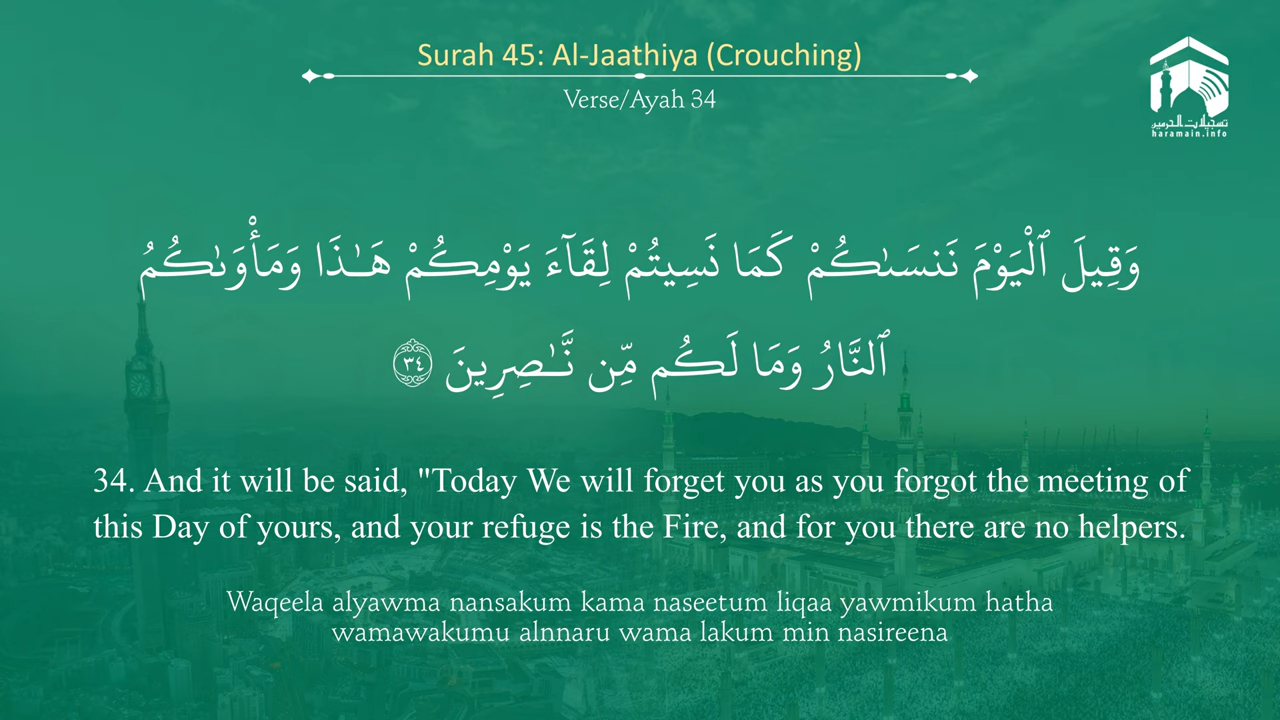 Surah 45: Al-Jaathiya (Crouching)
Verse/Ayah 34
تسجيلات الحرمين
haramain.info
وَقِيلَ ٱلْيَوْمَ نَنسَىٰكُمْ كَمَا نَسِيتُمْ لِقَآءَ يَوْمِكُمْ هَـٰذَا وَمَأْوَىٰكُمُ
ٱلنَّارُ وَمَا لَكُم مِّن نَّـٰصِرِينَ ٣٤
34. And it will be said, "Today We will forget you as you forgot the meeting of
this Day of yours, and your refuge is the Fire, and for you there are no helpers.
Waqeela alyawma nansakum kama naseetum liqaa yawmikum hatha
wamawakumu alnnaru wama lakum min nasireena